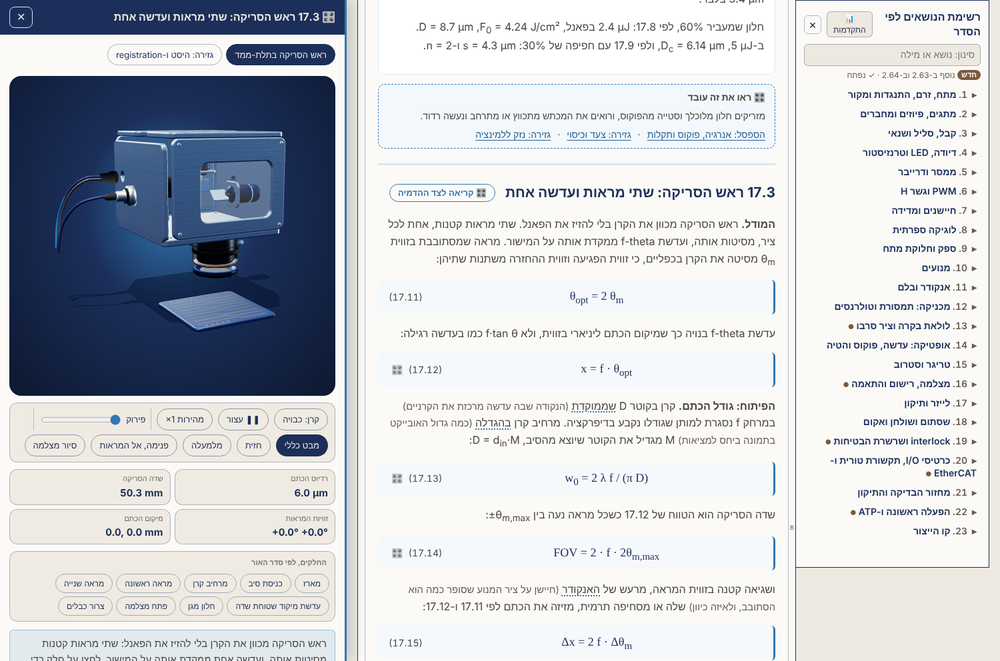 רשימת הנושאים לפי
הסדר
📊
התקדמות
✕
סינון: נושא או מילה
חדש נוסף ב-2.63 וב-2.64 · ✓ נפתח
◂ 1. מתח, זרם, התנגדות ומקור
◂ 2. מתגים, פיוזים ומחברים
◂ 3. קבל, סליל ושנאי
◂ 4. דיודה, LED וטרנזיסטור
◂ 5. ממסר ודרייבר
◂ 6. PWM וגשר H
◂ 7. חיישנים ומדידה
◂ 8. לוגיקה ספרתית
◂ 9. ספק וחלוקת מתח
◂ 10. מנועים
◂ 11. אנקודר ובלם
◂ 12. מכניקה: תמסורת וטולרנסים
◂ 13. לולאת בקרה וציר סרבו
◂ 14. אופטיקה: עדשה, פוקוס והטיה
◂ 15. טריגר וסטרוב
◂ 16. מצלמה, רישום והתאמה
◂ 17. לייזר ותיקון
◂ 18. שסתום ושולחן ואקום
◂ 19. interlock ושרשרת הבטיחות
◂ 20. כרטיסי I/O, תקשורת טורית ו-
EtherCAT
◂ 21. מחזור הבדיקה והתיקון
◂ 22. הפעלה ראשונה ו-ATP
◂ 23. קו הייצור
חלון שמעביר 60%, לפי 17.8: 2.4 µJ בפאנל, F0 = 4.24 J/cm², D = 8.7 µm.
ב-5 µJ, Dc = 6.14 µm, ולפי 17.9 עם חפיפה של 30%: s = 4.3 µm ו-n = 2.
🎛 ראו את זה עובד
מזריקים חלון מלוכלך וסטייה מהפוקוס, ורואים את המכתש מתכווץ או מתרחב ונעשה רדוד.
הספסל: אנרגיה, פוקוס ותקלות · גזירה: צעד וכיסוי · גזירה: נזק ללמינציה
17.3 ראש הסריקה: שתי מראות ועדשה אחת
🎛 קריאה לצד ההדמיה
המודל. ראש הסריקה מכוון את הקרן בלי להזיז את הפאנל. שתי מראות קטנות, אחת לכל
ציר, מסיטות אותה, ועדשת f-theta ממקדת אותה על המישור. מראה שמסתובבת בזווית
θm מסיטה את הקרן בכפליים, כי זווית הפגיעה וזווית ההחזרה משתנות שתיהן:
θopt = 2 θm (17.11)
עדשת f-theta בנויה כך שמיקום הכתם ליניארי בזווית, ולא f·tan θ כמו בעדשה רגילה:
x = f · θopt (17.12) 🎛
הפיתוח: גודל הכתם. קרן בקוטר D שממוקדת (הנקודה שבה עדשה מרכזת את הקרניים)
במרחק f נסגרת למותן שגודלו נקבע בדיפרקציה. מרחיב קרן בהגדלה (כמה גדול האובייקט
בתמונה ביחס למציאות) M מגדיל את הקוטר שיוצא מהסיב, D = din·M:
w0 = 2 λ f / (π D) (17.13) 🎛
שדה הסריקה הוא הטווח של 17.12 כשכל מראה נעה בין ±θm,max:
FOV = 2 · f · 2θm,max (17.14) 🎛
ושגיאה קטנה בזווית המראה, מרעש של האנקודר (חיישן על ציר המנוע שסופר כמה הוא
הסתובב, ולאיזה כיוון) שלה או מסחיפה תרמית, מזיזה את הכתם לפי 17.11 ו-17.12:
Δx = 2 f · Δθm (17.15)
🎛 17.3 ראש הסריקה: שתי מראות ועדשה אחת
✕
ראש הסריקה בתלת-ממד
גזירה: היסט ו-registration
קרן: כבויה
❚❚ עצור
מהירות 1×
פירוק
מבט כללי
חזית
מלמעלה
פנימה, אל המראות
סיור מצלמה
רדיוס הכתם
6.0 µm
שדה הסריקה
50.3 mm
זוויות המראות
+0.0° +0.0°
מיקום הכתם
0.0, 0.0 mm
החלקים, לפי סדר האור
מארז
כניסת סיב
מרחיב קרן
מראה ראשונה
מראה שנייה
עדשת מיקוד שטוחת שדה
חלון מגן
פתח מצלמה
צרור כבלים
ראש הסריקה מכוון את הקרן בלי להזיז את הפאנל: שתי מראות קטנות